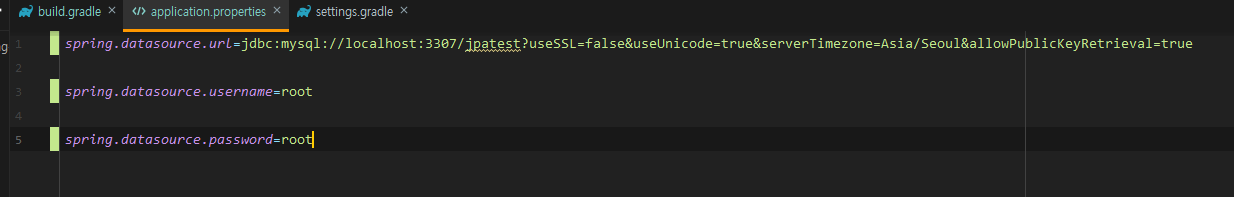 build.gradle × </> application.properties × settings.gradle ×
ng
1 spring.datasource.url=jdbc:mysql://localhost:3307/jpatest?useSSL=false&useUnicode=true&serverTimezone=Asia/Seoul&allowPublicKeyRetrieval=true
2
3 spring.datasource.username=root
4
5 spring.datasource.password=root